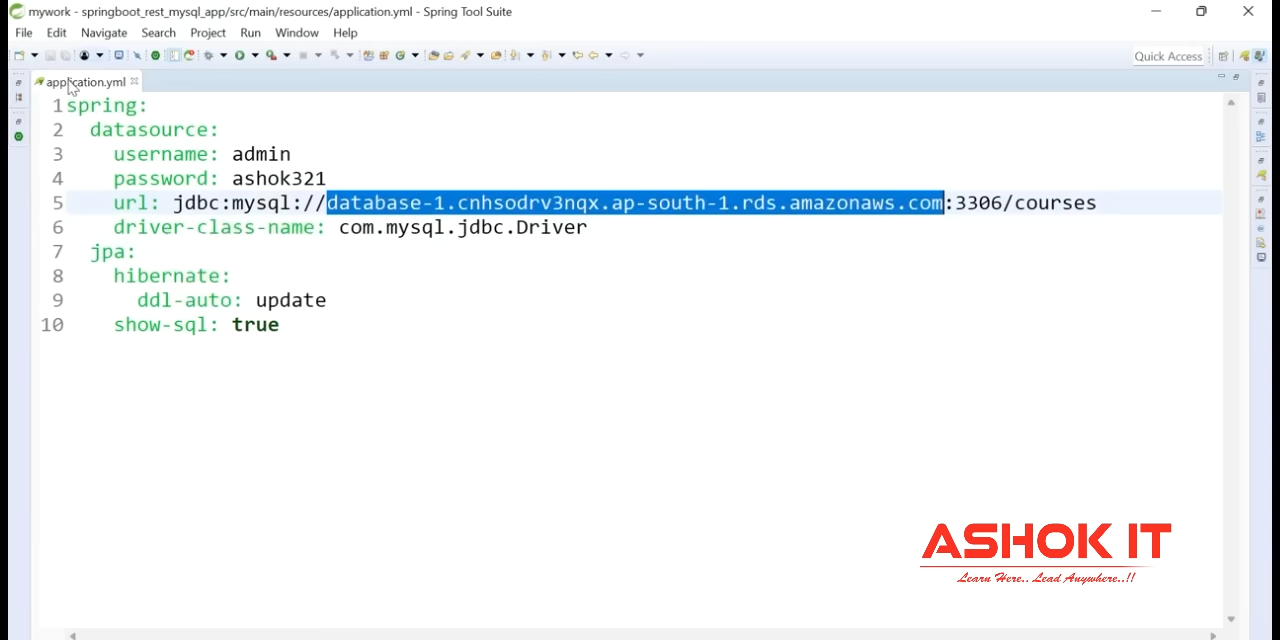 mywork - springboot_rest_mysql_app/src/main/resources/application.yml - Spring Tool Suite
File Edit Navigate Search Project Run Window Help
Quick Access
application.yml
1 spring:
2 datasource:
3 username: admin
4 password: ashok321
5 url: jdbc:mysql://database-1.cnhsodrv3nqx.ap-south-1.rds.amazonaws.com:3306/courses
6 driver-class-name: com.mysql.jdbc.Driver
7 jpa:
8 hibernate:
9 ddl-auto: update
10 show-sql: true
ASHOK IT
Learn Here.. Lead Anywhere..!!